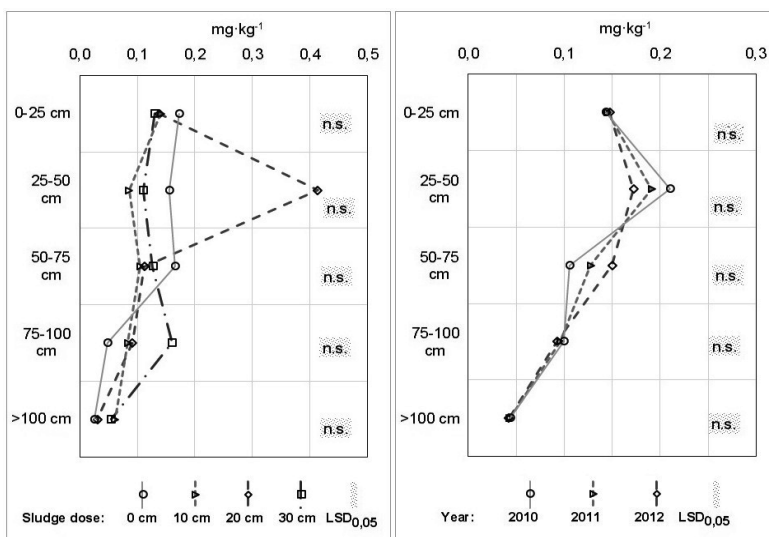 mg·kg⁻¹
0,0 0,1 0,2 0,3 0,4 0,5
0-25 cm
n.s.
25-50
cm
n.s.
50-75
cm
n.s.
75-100
cm
n.s.
>100 cm
n.s.
Sludge dose: 0 cm 10 cm 20 cm 30 cm LSD0,05
mg·kg⁻¹
0,0 0,1 0,2 0,3
0-25 cm
n.s.
25-50
cm
n.s.
50-75
cm
n.s.
75-100
cm
n.s.
>100 cm
n.s.
Year: 2010 2011 2012 LSD0,05